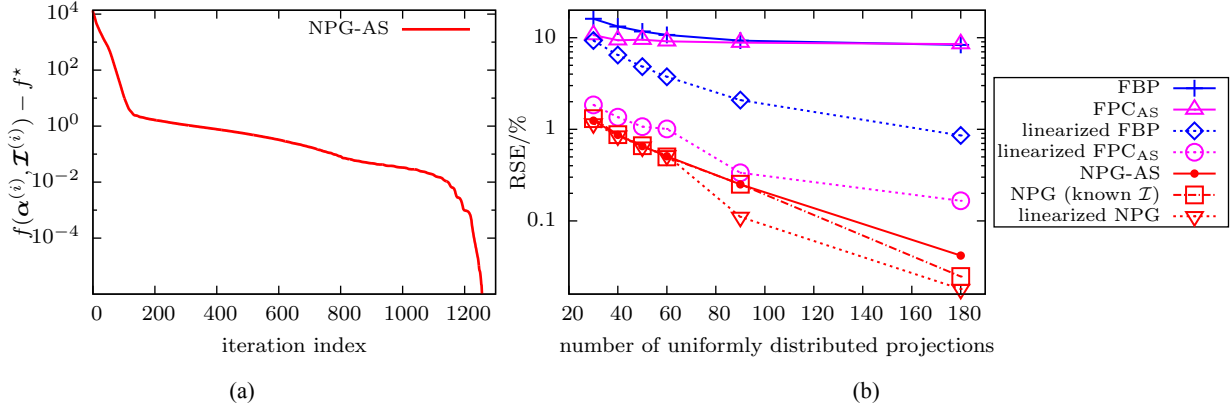 NPG-AS
f(α^(i), 𝓘^(i)) − f⋆
10^4
10^2
10^0
10^−2
10^−4
0 200 400 600 800 1000 1200
iteration index
(a)
RSE/%
10
1
0.1
20 40 60 80 100 120 140 160 180
number of uniformly distributed projections
(b)
FBP
FPC_AS
linearized FBP
linearized FPC_AS
NPG-AS
NPG (known 𝓘)
linearized NPG